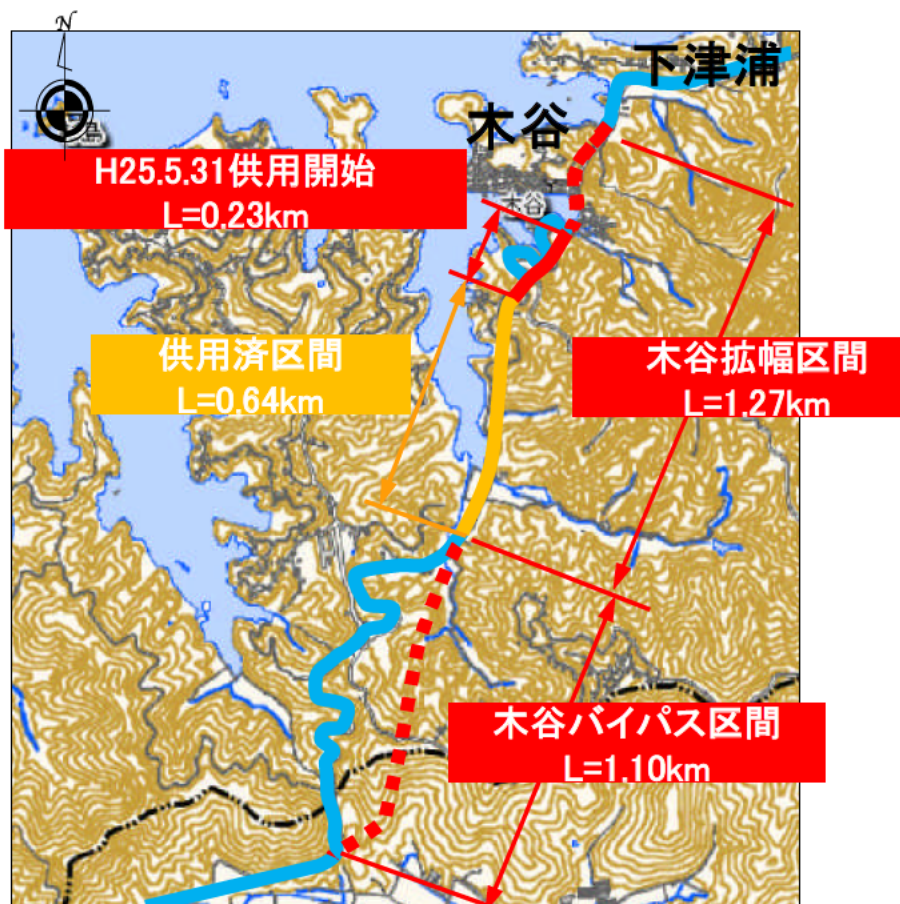 N
下津浦
木谷
島
H25.5.31供用開始
L=0.23km
木谷
供用済区間
L=0.64km
木谷拡幅区間
L=1.27km
木谷バイパス区間
L=1.10km